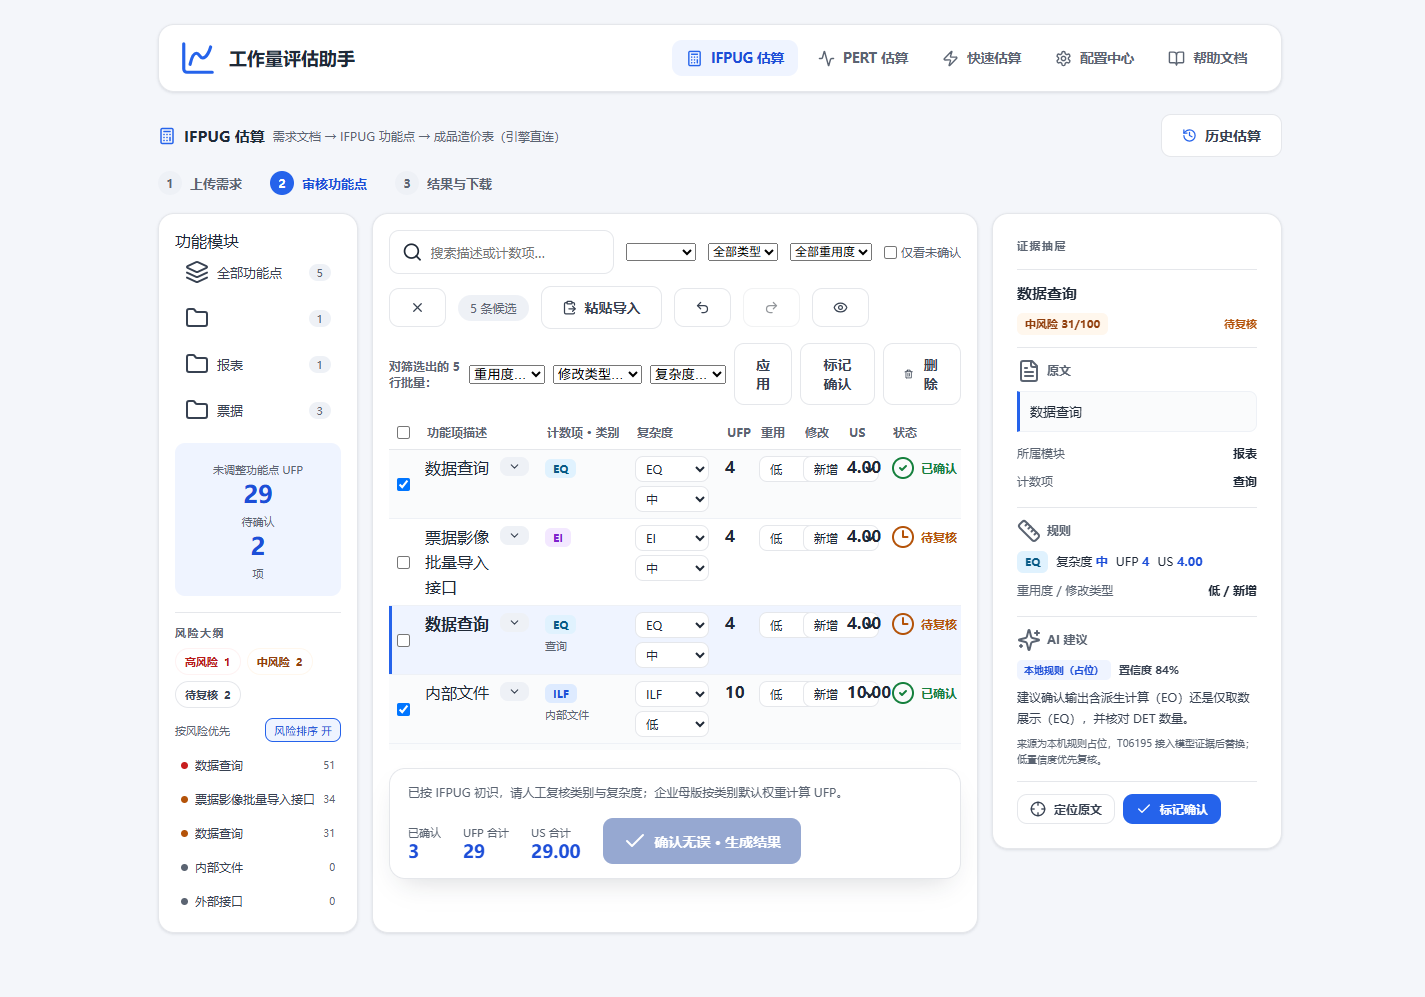 工作量评估助手
IFPUG 估算
PERT 估算
快速估算
配置中心
帮助文档
IFPUG 估算 需求文档 → IFPUG 功能点 → 成品造价表（引擎直连）
历史估算
1 上传需求
2 审核功能点
3 结果与下载
功能模块
全部功能点 5
1
报表 1
票据 3
未调整功能点 UFP
29
待确认
2
项
风险大纲
高风险 1
中风险 2
待复核 2
按风险优先
风险排序 开
数据查询 51
票据影像批量导入接口 34
数据查询 31
内部文件 0
外部接口 0
搜索描述或计数项...
全部类型
全部重用度
仅看未确认
5 条候选
粘贴导入
对筛选出的 5
行批量：
重用度...
修改类型...
复杂度...
应
用
标记
确认
删
除
功能项描述 计数项 • 类别 复杂度 UFP 重用 修改 US 状态
数据查询 EQ EQ 4 低 新增 4.00 已确认
中
票据影像 EI EI 4 低 新增 4.00 待复核
批量导入 中
接口
数据查询 EQ EQ 4 低 新增 4.00 待复核
查询 中
内部文件 ILF ILF 10 低 新增 10.00 已确认
内部文件 低
已按 IFPUG 初识，请人工复核类别与复杂度；企业母版按类别默认权重计算 UFP。
已确认 UFP 合计 US 合计
3 29 29.00
确认无误 • 生成结果
证据抽屉
数据查询
中风险 31/100 待复核
原文
数据查询
所属模块 报表
计数项 查询
规则
EQ 复杂度 中 UFP 4 US 4.00
重用度 / 修改类型 低 / 新增
AI 建议
本地规则（占位） 置信度 84%
建议确认输出含派生计算（EO）还是仅取数
展示（EQ），并核对 DET 数量。
来源为本机规则占位，T06195 接入模型证据后替换；
低置信度优先复核。
定位原文
标记确认